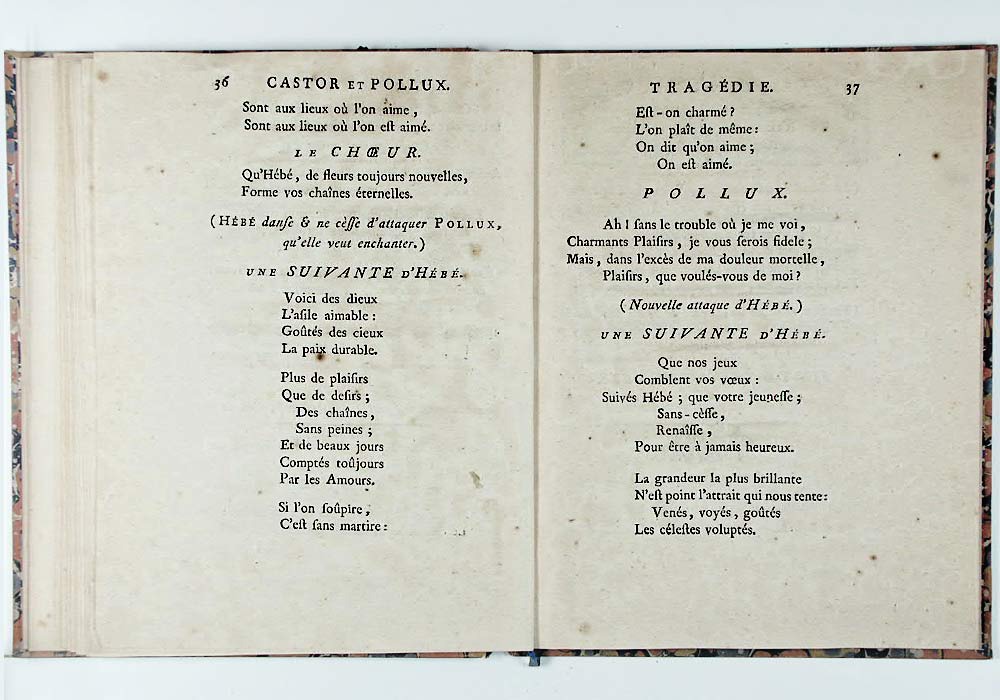 36 CASTOR ET POLLUX.
Sont aux lieux où l'on aime,
Sont aux lieux où l'on eſt aimé.
LE CHŒUR.
Qu'Hébé, de fleurs toujours nouvelles,
Forme vos chaînes éternelles.
(HÉBÉ danſe & ne cèſſe d'attaquer POLLUX,
qu'elle veut enchanter.)
UNE SUIVANTE D'HÉBÉ.
Voici des dieux
L'aſile aimable :
Goûtés des cieux
La paix durable.
Plus de plaiſirs
Que de deſirs ;
Des chaînes,
Sans peines ;
Et de beaux jours
Comptés toûjours
Par les Amours.
Si l'on ſoûpire,
C'eſt ſans martire :
TRAGÉDIE. 37
Eſt-on charmé ?
L'on plaît de même :
On dit qu'on aime ;
On eſt aimé.
POLLUX.
Ah ! ſans le trouble où je me voi,
Charmants Plaiſirs, je vous ſerois fidele ;
Mais, dans l'excès de ma douleur mortelle,
Plaiſirs, que voulés-vous de moi ?
(Nouvelle attaque d'HÉBÉ.)
UNE SUIVANTE D'HÉBÉ.
Que nos jeux
Comblent vos vœux :
Suivés Hébé ; que votre jeuneſſe ;
Sans-cèſſe,
Renaîſſe,
Pour être à jamais heureux.
La grandeur la plus brillante
N'eſt point l'attrait qui nous tente :
Venés, voyés, goûtés
Les céleſtes voluptés.